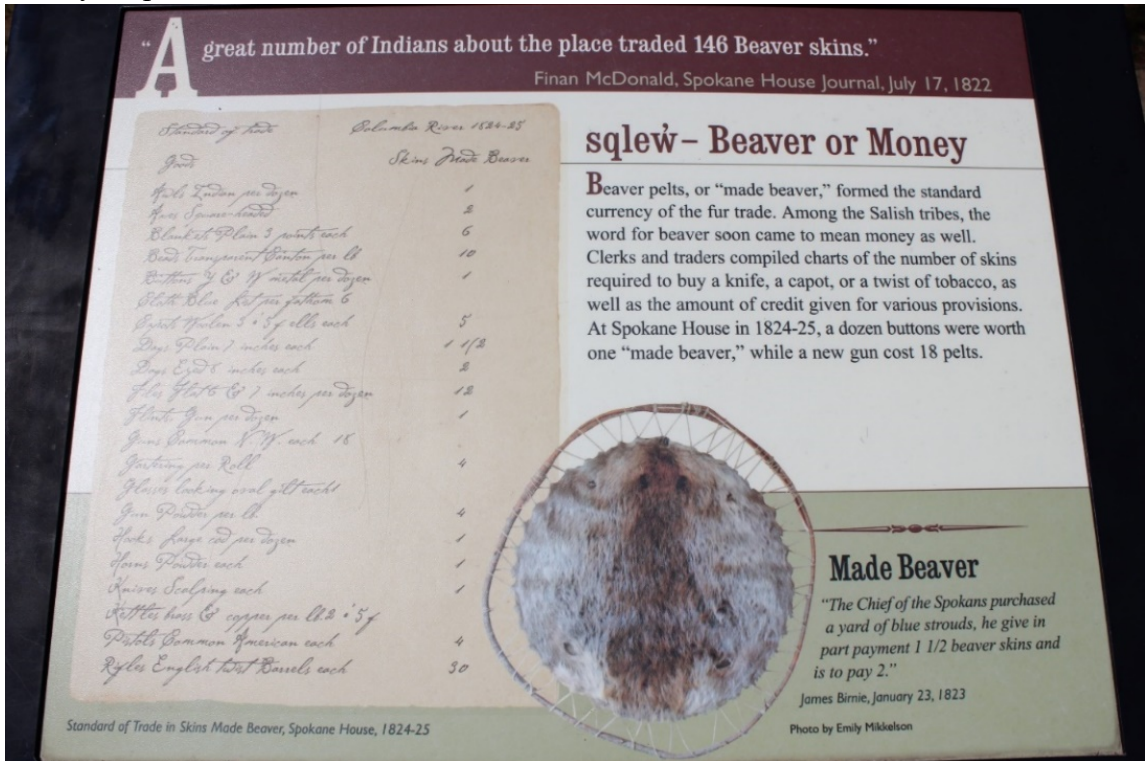 “A great number of Indians about the place traded 146 Beaver skins.”
Finan McDonald, Spokane House Journal, July 17, 1822
Standard of trade Columbia River 1824-25
Goods Skins Made Beaver
Awls Indan per dozen 1
Axes Square-headed 2
Blankets Plain 3 points each 6
Beads Transparent Canton per lb 10
Buttons Y & W metal per dozen 1
Cloth Blue per fathom 6
each 5
Plain 7 inches each 1 1/2
Eyed 6 inches each 2
Files Flat 6 & 7 inches per dozen 12
Flints Gun per dozen 1
Guns Common N. W. each 18
Gartering per Roll 4
Glasses looking oval gilt each
Gun Powder per lb. 4
Hooks Large cod per dozen 1
Horns Powder each 1
Knives Scalping each 1
Kettles brass & copper per lb.
Pistols Common American each 4
Rifles English twist Barrels each 30
Standard of Trade in Skins Made Beaver, Spokane House, 1824-25
sqlew̓ – Beaver or Money
Beaver pelts, or “made beaver,” formed the standard
currency of the fur trade. Among the Salish tribes, the
word for beaver soon came to mean money as well.
Clerks and traders compiled charts of the number of skins
required to buy a knife, a capot, or a twist of tobacco, as
well as the amount of credit given for various provisions.
At Spokane House in 1824-25, a dozen buttons were worth
one “made beaver,” while a new gun cost 18 pelts.
Made Beaver
“The Chief of the Spokans purchased
a yard of blue strouds, he give in
part payment 1 1/2 beaver skins and
is to pay 2.”
James Birnie, January 23, 1823
Photo by Emily Mikkelson